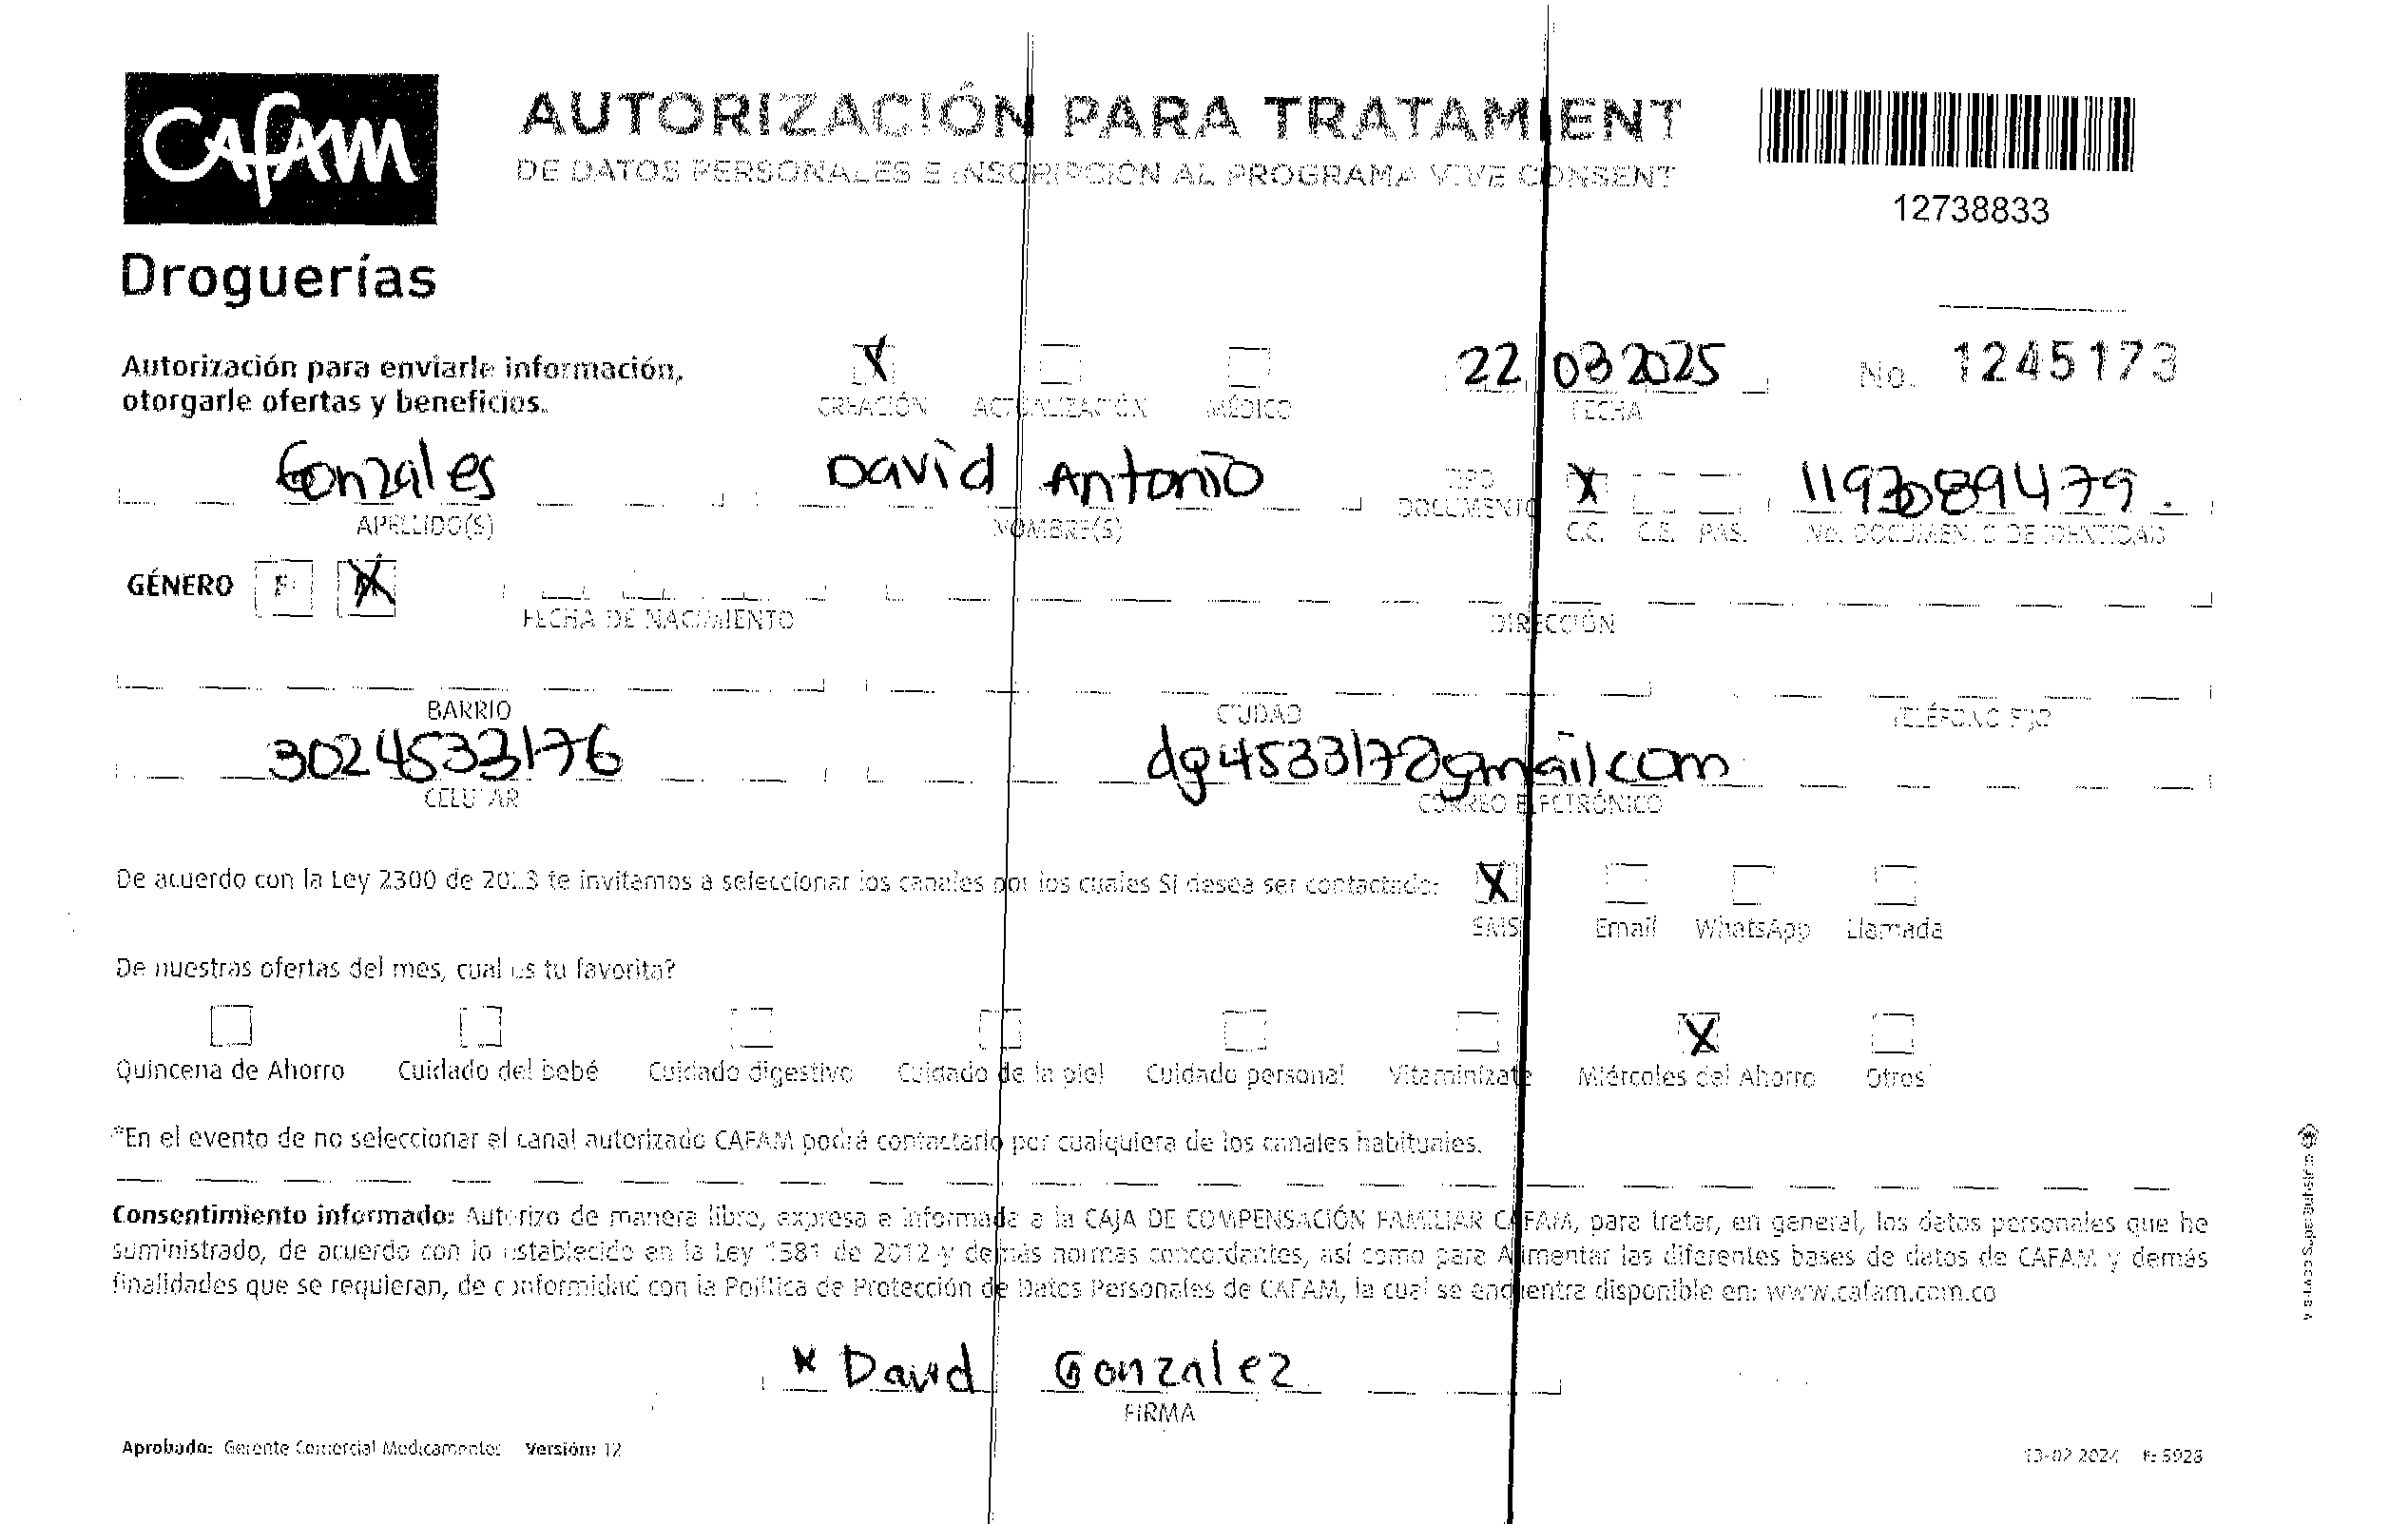 CAFAM
Droguerías
AUTORIZACIÓN PARA TRATAMIENT
DE DATOS PERSONALES E INSCRIPCIÓN AL PROGRAMA VIVE CONSENT
12738833
Autorización para enviarle información,
otorgarle ofertas y beneficios.
X
CREACIÓN ACTUALIZACIÓN MÉDICO
22 03 2025
FECHA
No. 1245173
Gonzales David Antonio
APELLIDO(S) NOMBRE(S)
TIPO DOCUMENTO X
C.C. C.E. PAS.
1193089479.
No. DOCUMENTO DE IDENTIDAD
GÉNERO F X
FECHA DE NACIMIENTO DIRECCIÓN
BARRIO CIUDAD TELÉFONO FIJO
3024533176
CELULAR CORREO ELECTRÓNICO
De acuerdo con la Ley 2300 de 2023 te invitamos a seleccionar los canales por los cuales Si desea ser contactado: X
SMS Email WhatsApp Llamada
De nuestras ofertas del mes, cual es tu favorita?
X
Quincena de Ahorro Cuidado del bebé Cuidado digestivo Cuidado de la piel Cuidado personal Vitaminízate Miércoles del Ahorro Otros
*En el evento de no seleccionar el canal autorizado CAFAM podrá contactarlo por cualquiera de los canales habituales.
Consentimiento informado: Autorizo de manera libre, expresa e informada a la CAJA DE COMPENSACIÓN FAMILIAR CAFAM, para tratar, en general, los datos personales que he
suministrado, de acuerdo con lo establecido en la Ley 1581 de 2012 y demás normas concordantes, así como para Alimentar las diferentes bases de datos de CAFAM y demás
finalidades que se requieran, de conformidad con la Política de Protección de Datos Personales de CAFAM, la cual se encuentra disponible en: www.cafam.com.co
x David Gonzalez
FIRMA
Aprobado: Gerente Comercial Medicamentos Versión: 12
13-02 2024 F: 5928